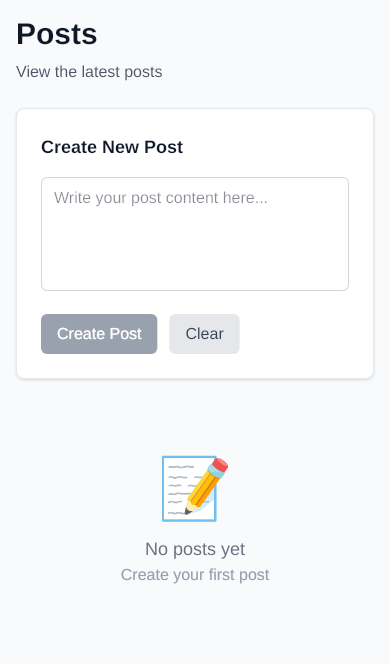 Posts
View the latest posts
Create New Post
Write your post content here...
Create Post
Clear
No posts yet
Create your first post